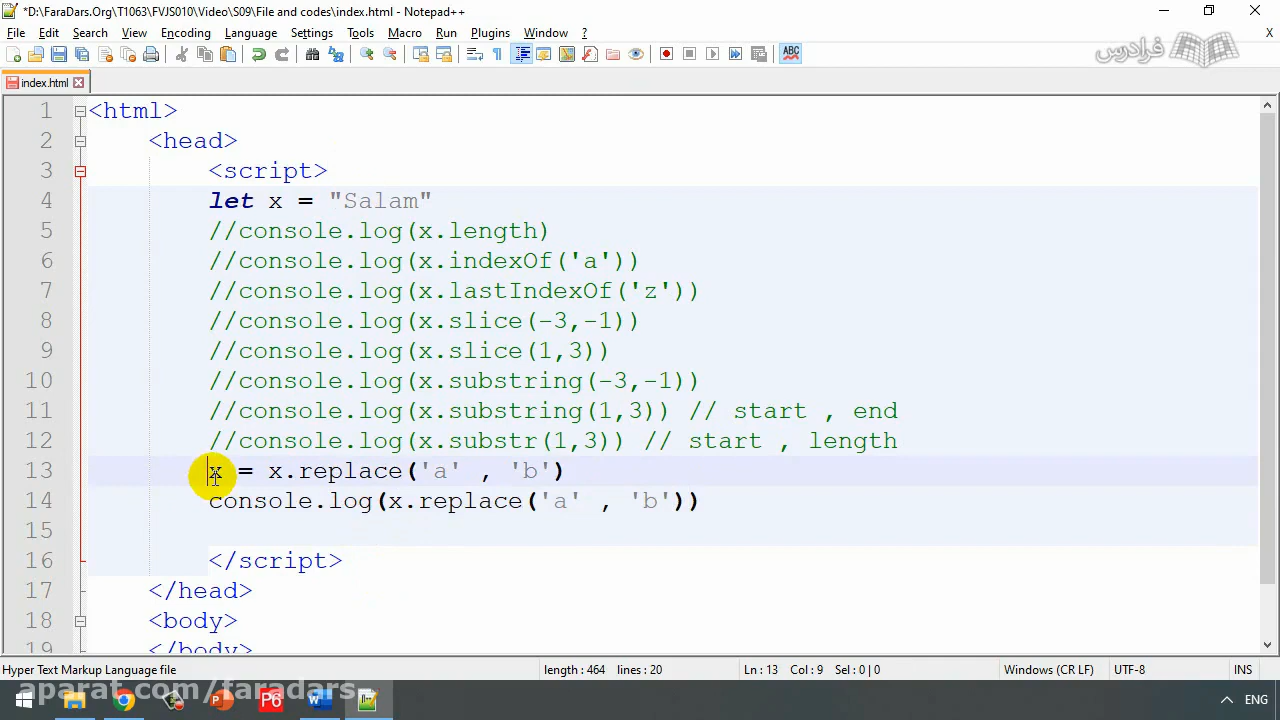 *D:\FaraDars.Org\T1063\FVJS010\Video\S09\File and codes\index.html - Notepad++
File Edit Search View Encoding Language Settings Tools Macro Run Plugins Window ? X
فرادرس
index.html
1 <html>
2 <head>
3 <script>
4 let x = "Salam"
5 //console.log(x.length)
6 //console.log(x.indexOf('a'))
7 //console.log(x.lastIndexOf('z'))
8 //console.log(x.slice(-3,-1))
9 //console.log(x.slice(1,3))
10 //console.log(x.substring(-3,-1))
11 //console.log(x.substring(1,3)) // start , end
12 //console.log(x.substr(1,3)) // start , length
13 x = x.replace('a' , 'b')
14 console.log(x.replace('a' , 'b'))
15
16 </script>
17 </head>
18 <body>
19 </body>
Hyper Text Markup Language file length : 464 lines : 20 Ln : 13 Col : 9 Sel : 0 | 0 Windows (CR LF) UTF-8 INS
aparat.com/faradars
ENG